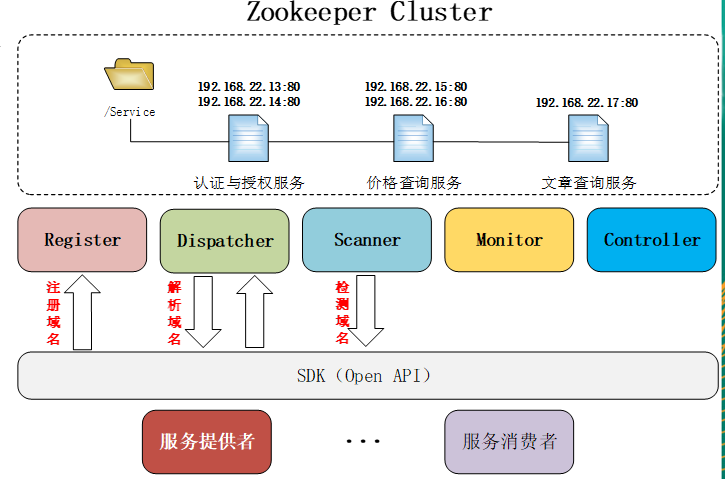 Zookeeper Cluster
/Service
192.168.22.13:80
192.168.22.14:80
认证与授权服务
192.168.22.15:80
192.168.22.16:80
价格查询服务
192.168.22.17:80
文章查询服务
Register
Dispatcher
Scanner
Monitor
Controller
注册域名
解析域名
检测域名
SDK（Open API）
服务提供者
...
服务消费者